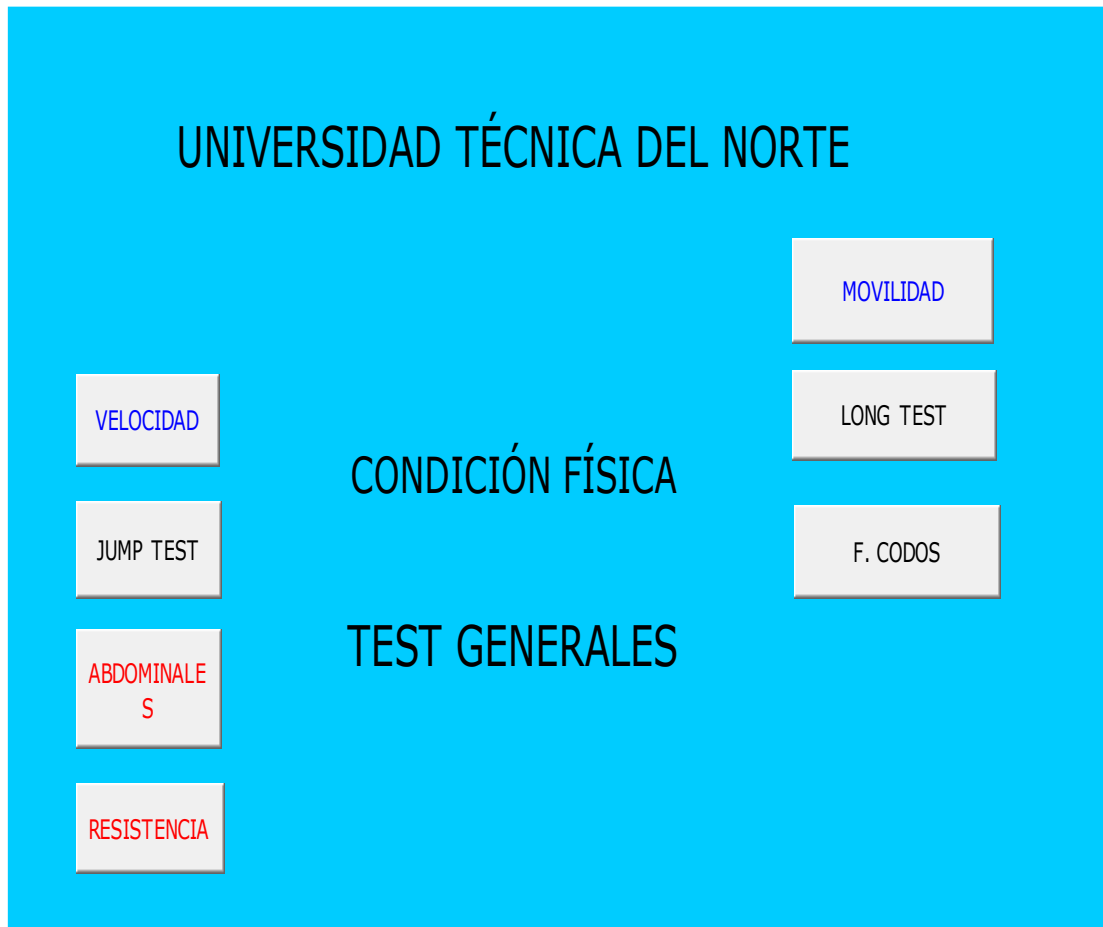 UNIVERSIDAD TÉCNICA DEL NORTE
MOVILIDAD
VELOCIDAD
LONG TEST
CONDICIÓN FÍSICA
JUMP TEST
F. CODOS
TEST GENERALES
ABDOMINALE
S
RESISTENCIA